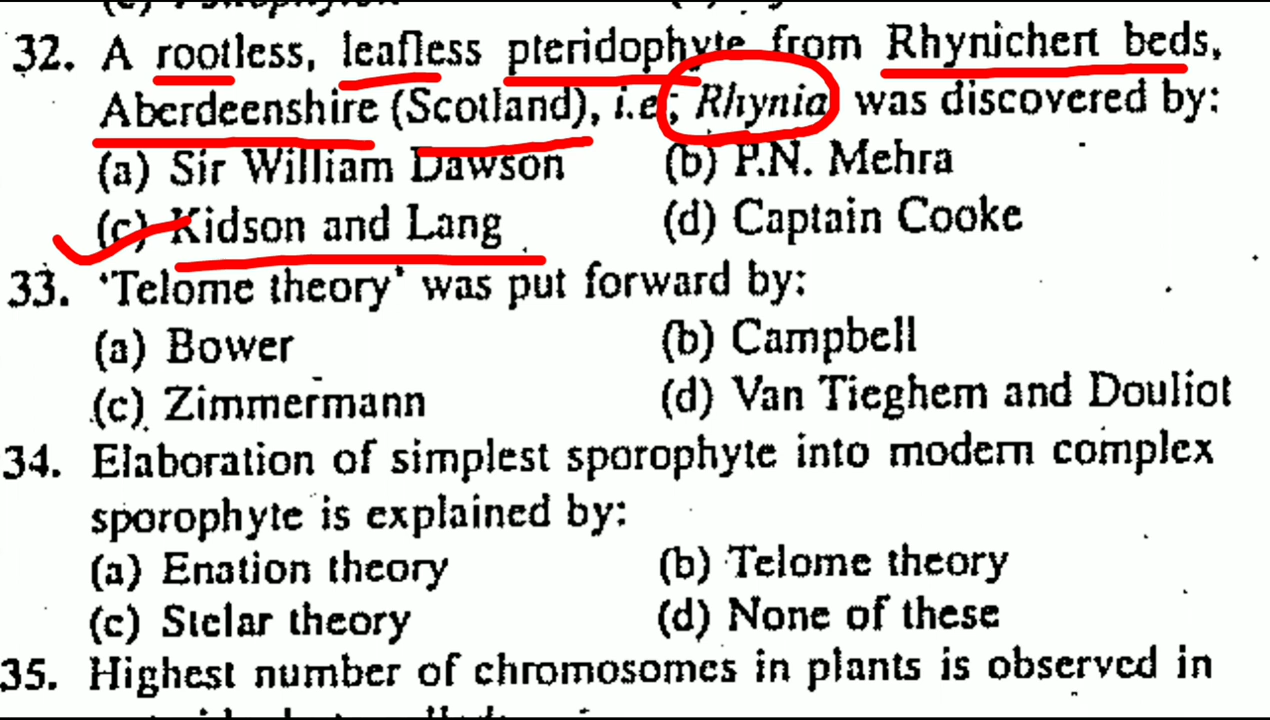 32. A rootless, leafless pteridophyte from Rhynichert beds,
Aberdeenshire (Scotland), i.e., Rhynia was discovered by:
(a) Sir William Dawson (b) P.N. Mehra
(c) Kidson and Lang (d) Captain Cooke
33. 'Telome theory' was put forward by:
(a) Bower (b) Campbell
(c) Zimmermann (d) Van Tieghem and Douliot
34. Elaboration of simplest sporophyte into modern complex
sporophyte is explained by:
(a) Enation theory (b) Telome theory
(c) Stelar theory (d) None of these
35. Highest number of chromosomes in plants is observed in